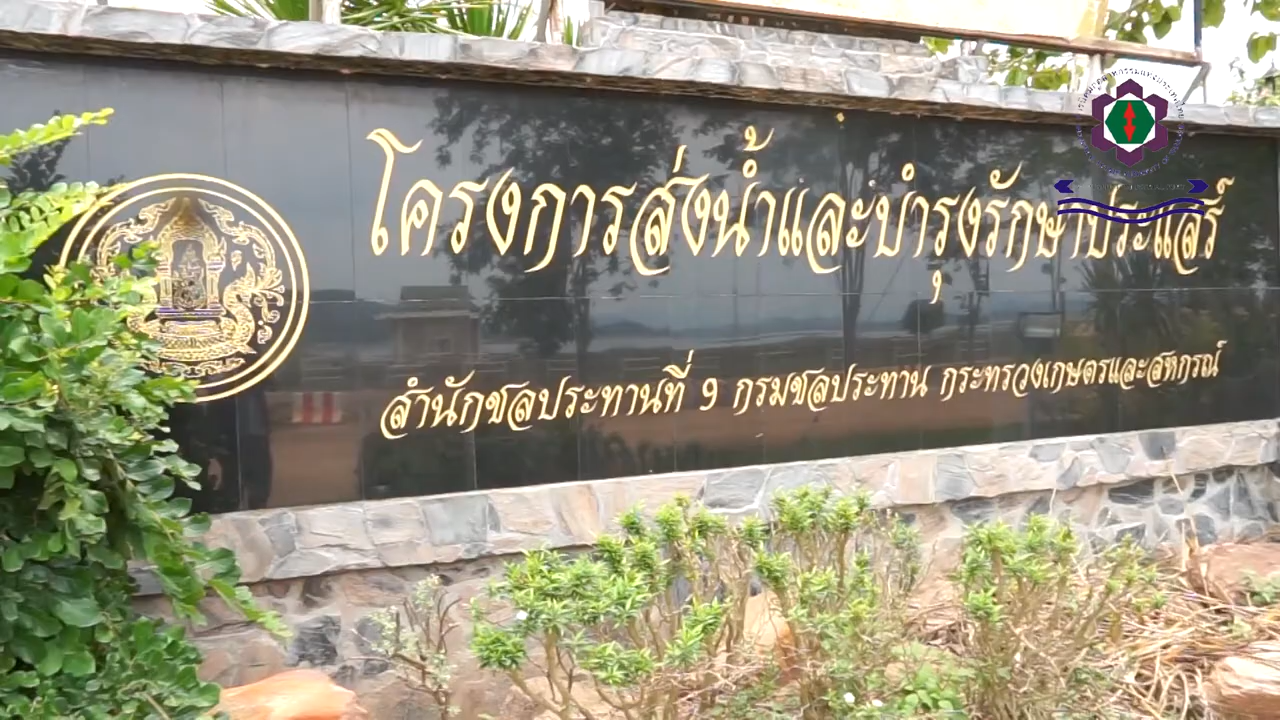 โครงการส่งน้ำและบำรุงรักษาประแสร์
สำนักชลประทานที่ 9 กรมชลประทาน กระทรวงเกษตรและสหกรณ์